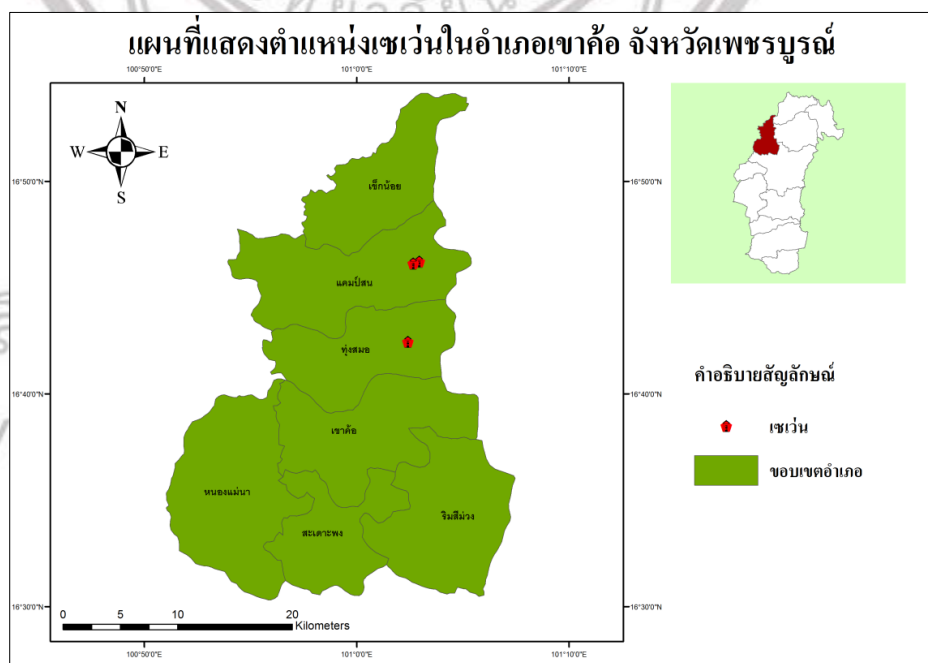 แผนที่แสดงตำแหน่งเซเว่นในอำเภอเขาค้อ จังหวัดเพชรบูรณ์
100°50'0"E 101°0'0"E 101°10'0"E
N
W E
S
16°50'0"N 16°50'0"N
เข็กน้อย
แคมป์สน
ทุ่งสมอ
คำอธิบายสัญลักษณ์
16°40'0"N 16°40'0"N
เซเว่น
เขาค้อ
ขอบเขตอำเภอ
หนองแม่นา
ริมสีม่วง
สะเดาะพง
16°30'0"N 16°30'0"N
0 5 10 20
Kilometers
100°50'0"E 101°0'0"E 101°10'0"E